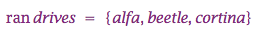 ran drives = {alfa, beetle, cortina}